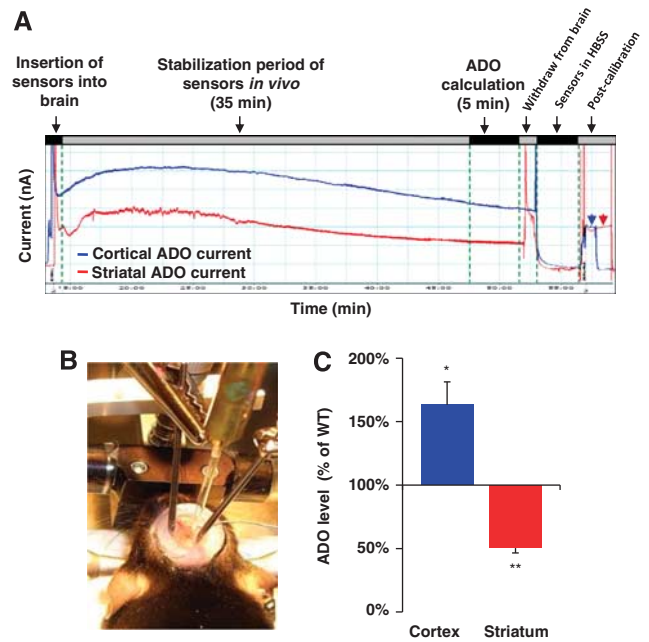 A
Insertion of
sensors into
brain
Stabilization period of
sensors in vivo
(35 min)
ADO
calculation
(5 min)
Withdraw from brain
Sensors in HBSS
Post-calibration
Current (nA)
Cortical ADO current
Striatal ADO current
Time (min)
B
C
200%
150%
100%
50%
0%
ADO level (% of WT)
*
**
Cortex Striatum